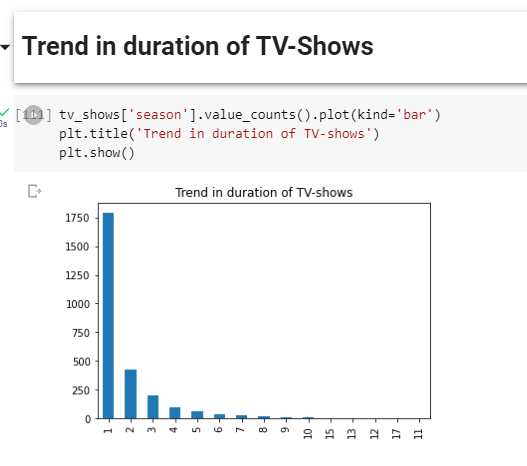 Trend in duration of TV-Shows
0s
[111] tv_shows['season'].value_counts().plot(kind='bar')
plt.title('Trend in duration of TV-shows')
plt.show()
Trend in duration of TV-shows
1750
1500
1250
1000
750
500
250
0
1 2 3 4 5 6 7 8 9 10 15 13 12 17 11